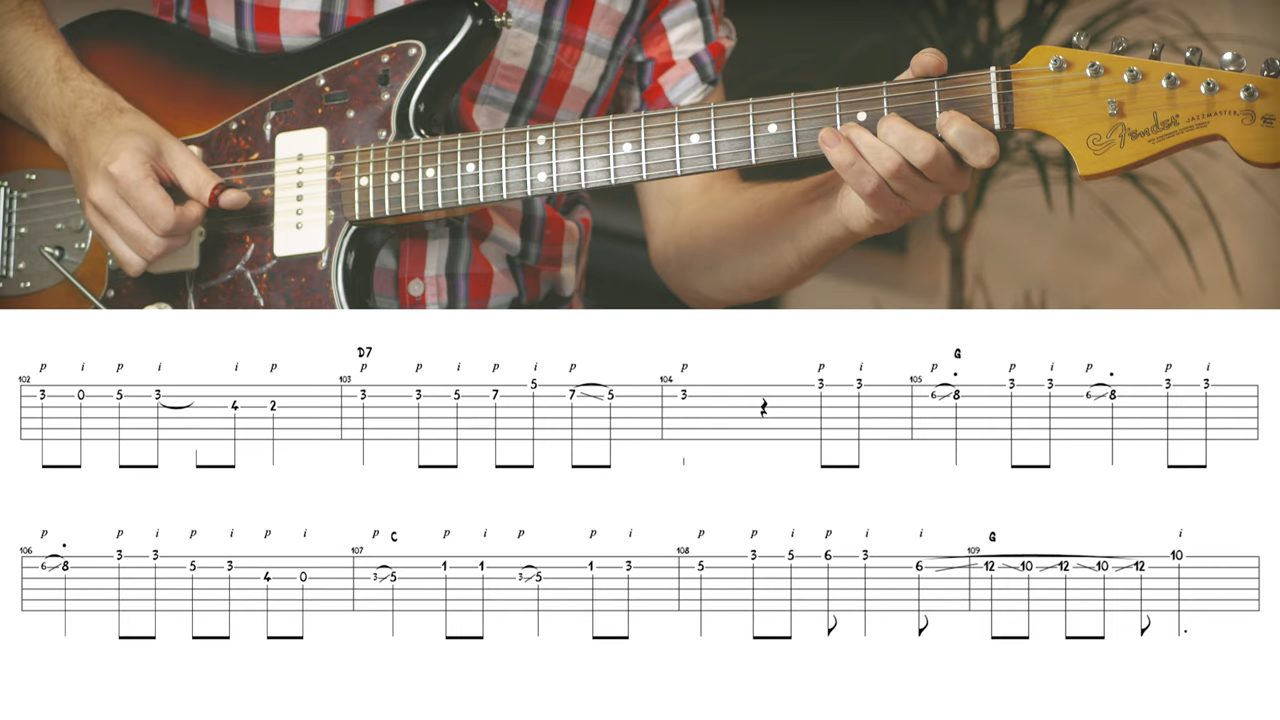 Fender JAZZMASTER
D7 G
p i p i i p p p i p i p p p i p p i p p i
102 103 104 105
3 0 5 3 4 2 3 3 5 7 5 7 5 3 3 3 6 8 3 3 6 8 3 3
C G
p i p i p i p i p p i p p i p p i p i i i
106 107 108 109
6 8 3 3 5 3 4 0 3 5 1 1 3 5 1 3 5 3 5 6 3 6 12 10 12 10 12 10